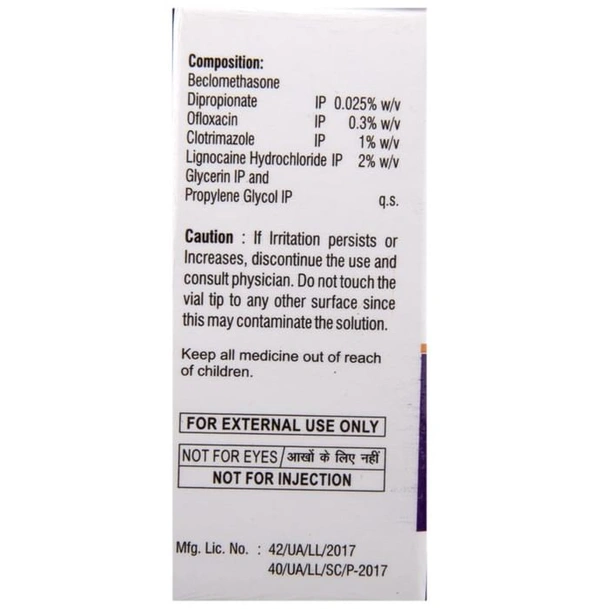 Composition:
Beclomethasone
Dipropionate IP 0.025% w/v
Ofloxacin IP 0.3% w/v
Clotrimazole IP 1% w/v
Lignocaine Hydrochloride IP 2% w/v
Glycerin IP and
Propylene Glycol IP q.s.
Caution : If Irritation persists or
Increases, discontinue the use and
consult physician. Do not touch the
vial tip to any other surface since
this may contaminate the solution.
Keep all medicine out of reach
of children.
FOR EXTERNAL USE ONLY
NOT FOR EYES/आखों के लिए नहीं
NOT FOR INJECTION
Mfg. Lic. No. : 42/UA/LL/2017
40/UA/LL/SC/P-2017